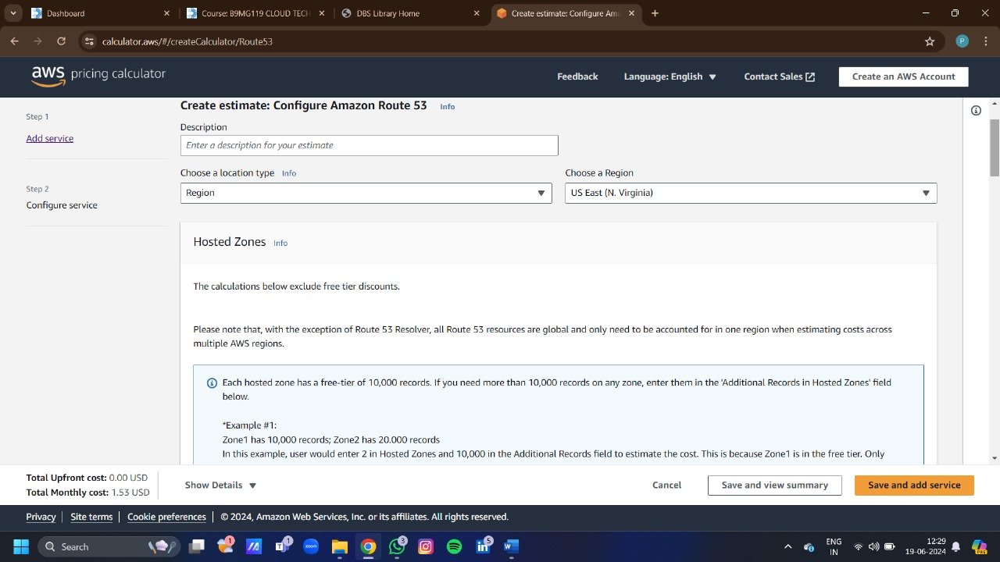 Dashboard
Course: B9MG119 CLOUD TECH
DBS Library Home
Create estimate: Configure Am
calculator.aws/#/createCalculator/Route53
P
aws pricing calculator
Feedback
Language: English
Contact Sales
Create an AWS Account
Step 1
Add service
Step 2
Configure service
Create estimate: Configure Amazon Route 53 Info
Description
Enter a description for your estimate
Choose a location type Info
Choose a Region
Region
US East (N. Virginia)
Hosted Zones Info
The calculations below exclude free tier discounts.
Please note that, with the exception of Route 53 Resolver, all Route 53 resources are global and only need to be accounted for in one region when estimating costs across
multiple AWS regions.
Each hosted zone has a free-tier of 10,000 records. If you need more than 10,000 records on any zone, enter them in the 'Additional Records in Hosted Zones' field
below.
*Example #1:
Zone1 has 10,000 records; Zone2 has 20.000 records
In this example, user would enter 2 in Hosted Zones and 10,000 in the Additional Records field to estimate the cost. This is because Zone1 is in the free tier. Only
Total Upfront cost: 0.00 USD
Total Monthly cost: 1.53 USD
Show Details
Cancel
Save and view summary
Save and add service
Privacy
Site terms
Cookie preferences
© 2024, Amazon Web Services, Inc. or its affiliates. All rights reserved.
Search
1
1
zoom
3
5
W
ENG
IN
12:29
19-06-2024
PRE